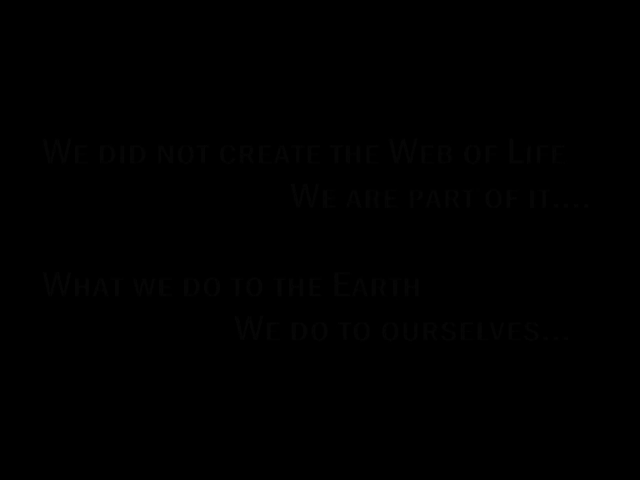 We did not create the Web of Life
We are part of it....
What we do to the Earth
We do to ourselves...